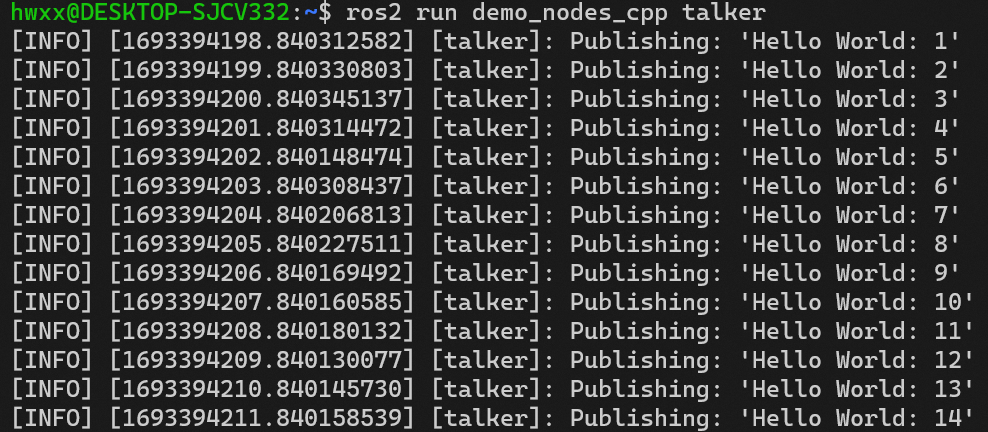 hwxx@DESKTOP-SJCV332:~$ ros2 run demo_nodes_cpp talker
[INFO] [1693394198.840312582] [talker]: Publishing: 'Hello World: 1'
[INFO] [1693394199.840330803] [talker]: Publishing: 'Hello World: 2'
[INFO] [1693394200.840345137] [talker]: Publishing: 'Hello World: 3'
[INFO] [1693394201.840314472] [talker]: Publishing: 'Hello World: 4'
[INFO] [1693394202.840148474] [talker]: Publishing: 'Hello World: 5'
[INFO] [1693394203.840308437] [talker]: Publishing: 'Hello World: 6'
[INFO] [1693394204.840206813] [talker]: Publishing: 'Hello World: 7'
[INFO] [1693394205.840227511] [talker]: Publishing: 'Hello World: 8'
[INFO] [1693394206.840169492] [talker]: Publishing: 'Hello World: 9'
[INFO] [1693394207.840160585] [talker]: Publishing: 'Hello World: 10'
[INFO] [1693394208.840180132] [talker]: Publishing: 'Hello World: 11'
[INFO] [1693394209.840130077] [talker]: Publishing: 'Hello World: 12'
[INFO] [1693394210.840145730] [talker]: Publishing: 'Hello World: 13'
[INFO] [1693394211.840158539] [talker]: Publishing: 'Hello World: 14'